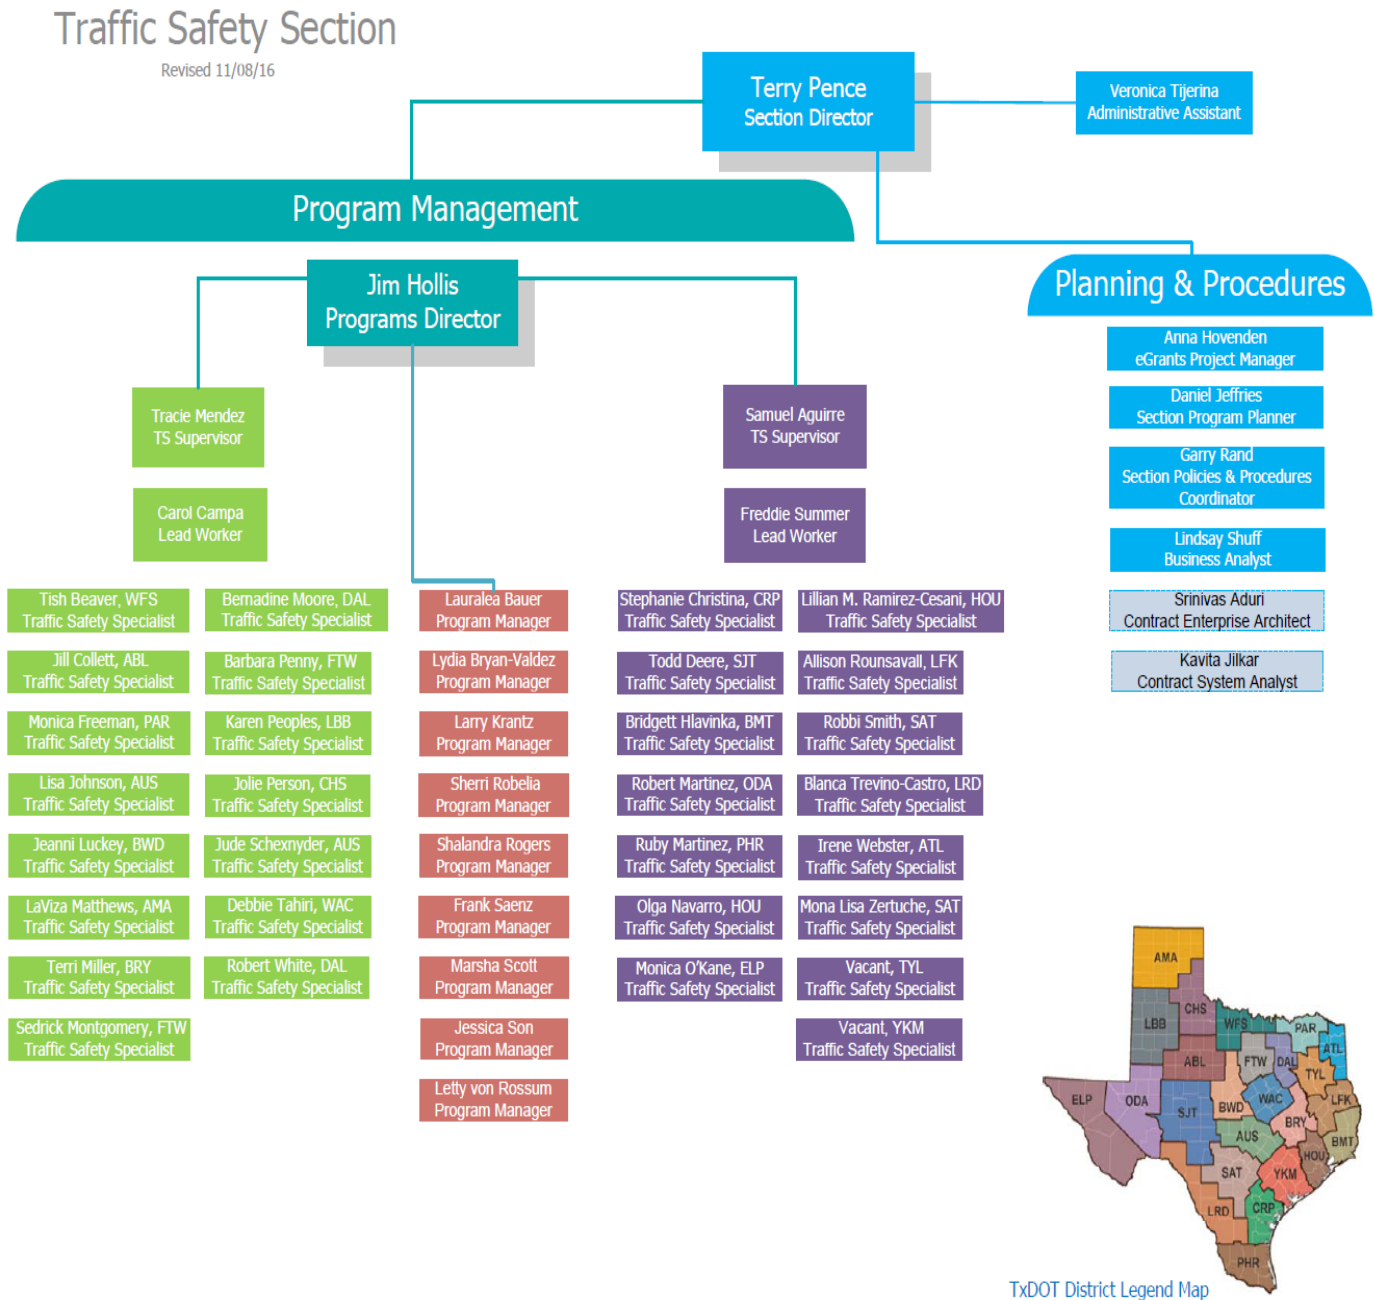 Traffic Safety Section
Revised 11/08/16
Terry Pence
Section Director
Veronica Tijerina
Administrative Assistant
Program Management
Jim Hollis
Programs Director
Planning & Procedures
Anna Hovenden
eGrants Project Manager
Daniel Jeffries
Section Program Planner
Garry Rand
Section Policies & Procedures
Coordinator
Lindsay Shuff
Business Analyst
Srinivas Aduri
Contract Enterprise Architect
Kavita Jilkar
Contract System Analyst
Tracie Mendez
TS Supervisor
Carol Campa
Lead Worker
Samuel Aguirre
TS Supervisor
Freddie Summer
Lead Worker
Tish Beaver, WFS
Traffic Safety Specialist
Jill Collett, ABL
Traffic Safety Specialist
Monica Freeman, PAR
Traffic Safety Specialist
Lisa Johnson, AUS
Traffic Safety Specialist
Jeanni Luckey, BWD
Traffic Safety Specialist
LaViza Matthews, AMA
Traffic Safety Specialist
Terri Miller, BRY
Traffic Safety Specialist
Sedrick Montgomery, FTW
Traffic Safety Specialist
Bernadine Moore, DAL
Traffic Safety Specialist
Barbara Penny, FTW
Traffic Safety Specialist
Karen Peoples, LBB
Traffic Safety Specialist
Jolie Person, CHS
Traffic Safety Specialist
Jude Schexnyder, AUS
Traffic Safety Specialist
Debbie Tahiri, WAC
Traffic Safety Specialist
Robert White, DAL
Traffic Safety Specialist
Lauralea Bauer
Program Manager
Lydia Bryan-Valdez
Program Manager
Larry Krantz
Program Manager
Sherri Robelia
Program Manager
Shalandra Rogers
Program Manager
Frank Saenz
Program Manager
Marsha Scott
Program Manager
Jessica Son
Program Manager
Letty von Rossum
Program Manager
Stephanie Christina, CRP
Traffic Safety Specialist
Todd Deere, SJT
Traffic Safety Specialist
Bridgett Hlavinka, BMT
Traffic Safety Specialist
Robert Martinez, ODA
Traffic Safety Specialist
Ruby Martinez, PHR
Traffic Safety Specialist
Olga Navarro, HOU
Traffic Safety Specialist
Monica O'Kane, ELP
Traffic Safety Specialist
Lillian M. Ramirez-Cesani, HOU
Traffic Safety Specialist
Allison Rounsavall, LFK
Traffic Safety Specialist
Robbi Smith, SAT
Traffic Safety Specialist
Blanca Trevino-Castro, LRD
Traffic Safety Specialist
Irene Webster, ATL
Traffic Safety Specialist
Mona Lisa Zertuche, SAT
Traffic Safety Specialist
Vacant, TYL
Traffic Safety Specialist
Vacant, YKM
Traffic Safety Specialist
AMA
CHS
LBB
WFS
PAR
ATL
ABL
FTW
DAL
TYL
ELP
ODA
SJT
BWD
WAC
LFK
BRY
AUS
BMT
HOU
SAT
YKM
LRD
CRP
PHR
TxDOT District Legend Map